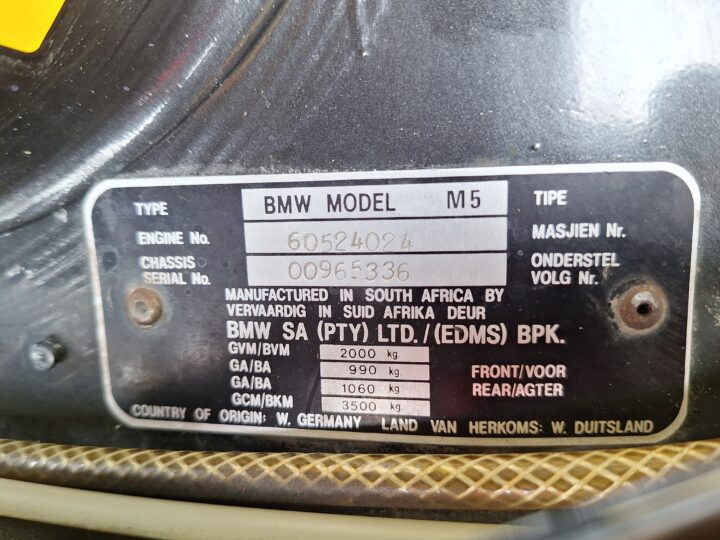 TYPE BMW MODEL M5 TIPE
ENGINE No. 60524024 MASJIEN Nr.
CHASSIS SERIAL No. 00965336 ONDERSTEL VOLG Nr.
MANUFACTURED IN SOUTH AFRICA BY
VERVAARDIG IN SUID AFRIKA DEUR
BMW SA (PTY) LTD./(EDMS) BPK.
GVM/BVM 2000 kg.
GA/BA 990 kg. FRONT/VOOR
GA/BA 1060 kg. REAR/AGTER
GCM/BKM 3500 kg.
COUNTRY OF ORIGIN: W. GERMANY LAND VAN HERKOMS: W. DUITSLAND